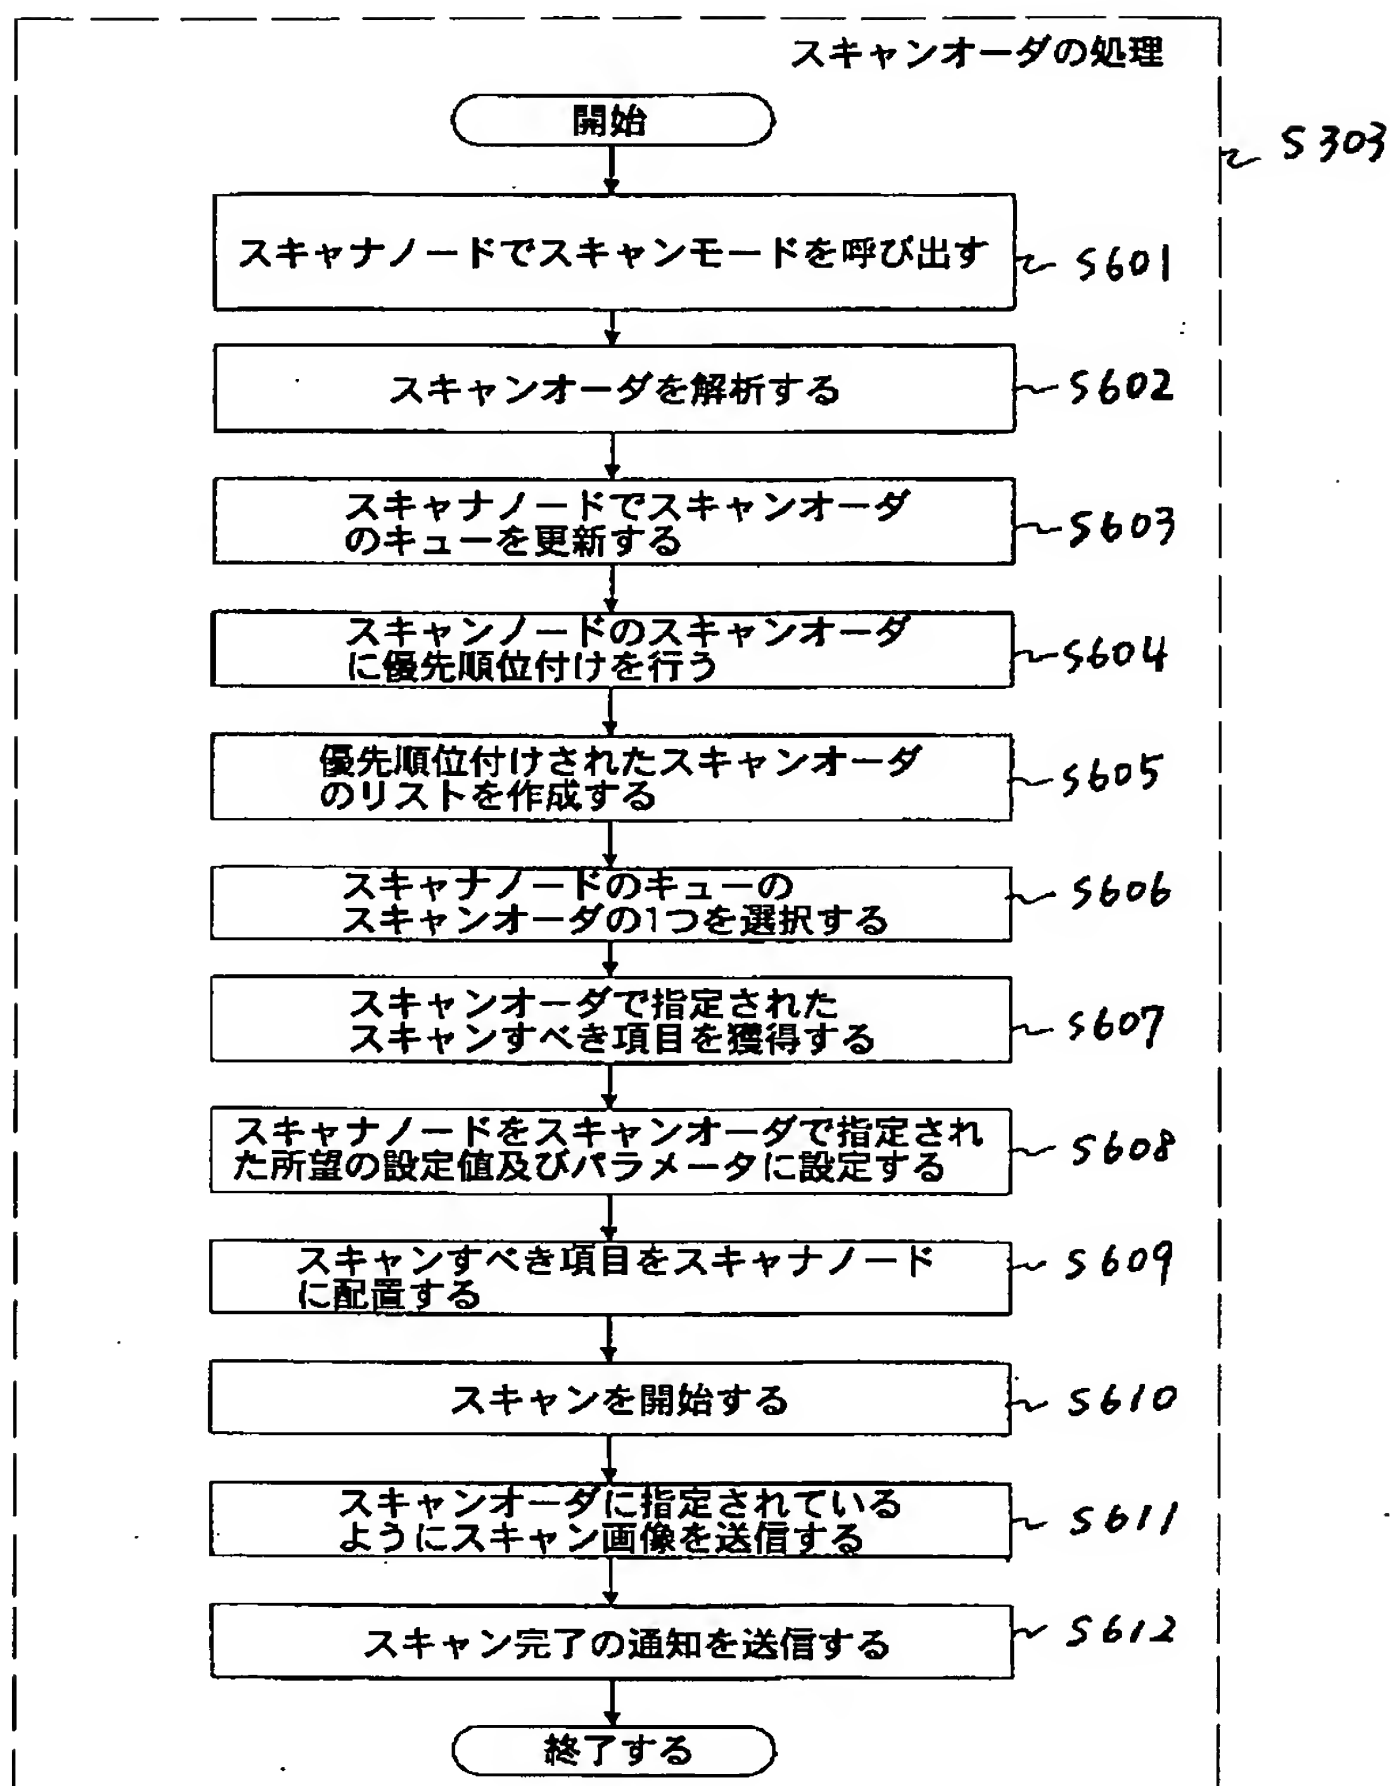 スキャンオーダの処理
開始
S303
スキャナノードでスキャンモードを呼び出す
S601
スキャンオーダを解析する
S602
スキャナノードでスキャンオーダ
のキューを更新する
S603
スキャンノードのスキャンオーダ
に優先順位付けを行う
S604
優先順位付けされたスキャンオーダ
のリストを作成する
S605
スキャナノードのキューの
スキャンオーダの1つを選択する
S606
スキャンオーダで指定された
スキャンすべき項目を獲得する
S607
スキャナノードをスキャンオーダで指定され
た所望の設定値及びパラメータに設定する
S608
スキャンすべき項目をスキャナノード
に配置する
S609
スキャンを開始する
S610
スキャンオーダに指定されている
ようにスキャン画像を送信する
S611
スキャン完了の通知を送信する
S612
終了する